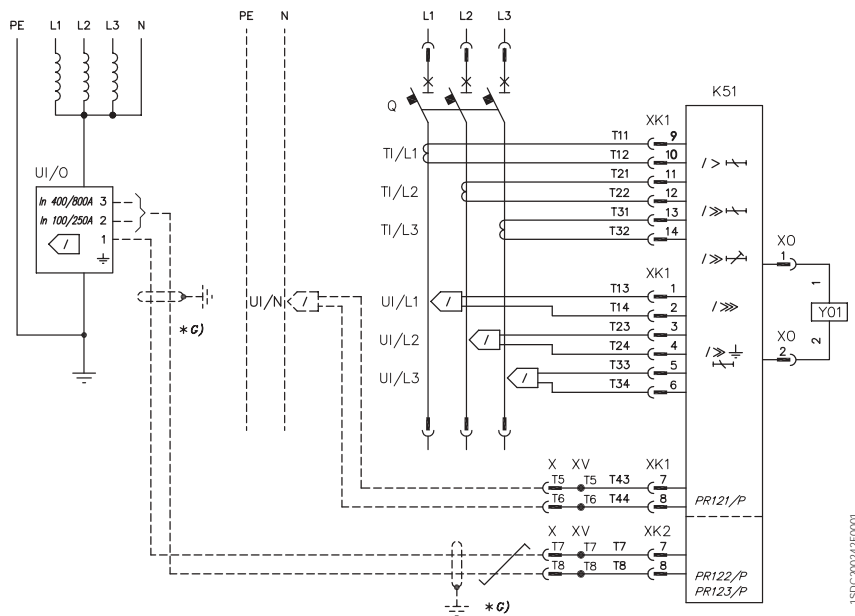 PE L1 L2 L3 N
PE N
L1 L2 L3
K51
Q
XK1
T11 9
TI/L1 T12 10
T21 11
TI/L2 T22 12
T31 13
TI/L3 T32 14
I >
I ≫
I ≫
I ⋙
I ≫
UI/O
In 400/800A 3
In 100/250A 2
I 1
XO
1
1
Y01
2
XO
2
*G)
UI/N I
XK1
UI/L1 I T13 1
T14 2
UI/L2 I T23 3
T24 4
UI/L3 I T33 5
T34 6
X XV XK1
T5 T5 T43 7
T6 T6 T44 8
PR121/P
X XV XK2
T7 T7 T7 7
T8 T8 T8 8
PR122/P
PR123/P
*G)
1SDC200242F0001